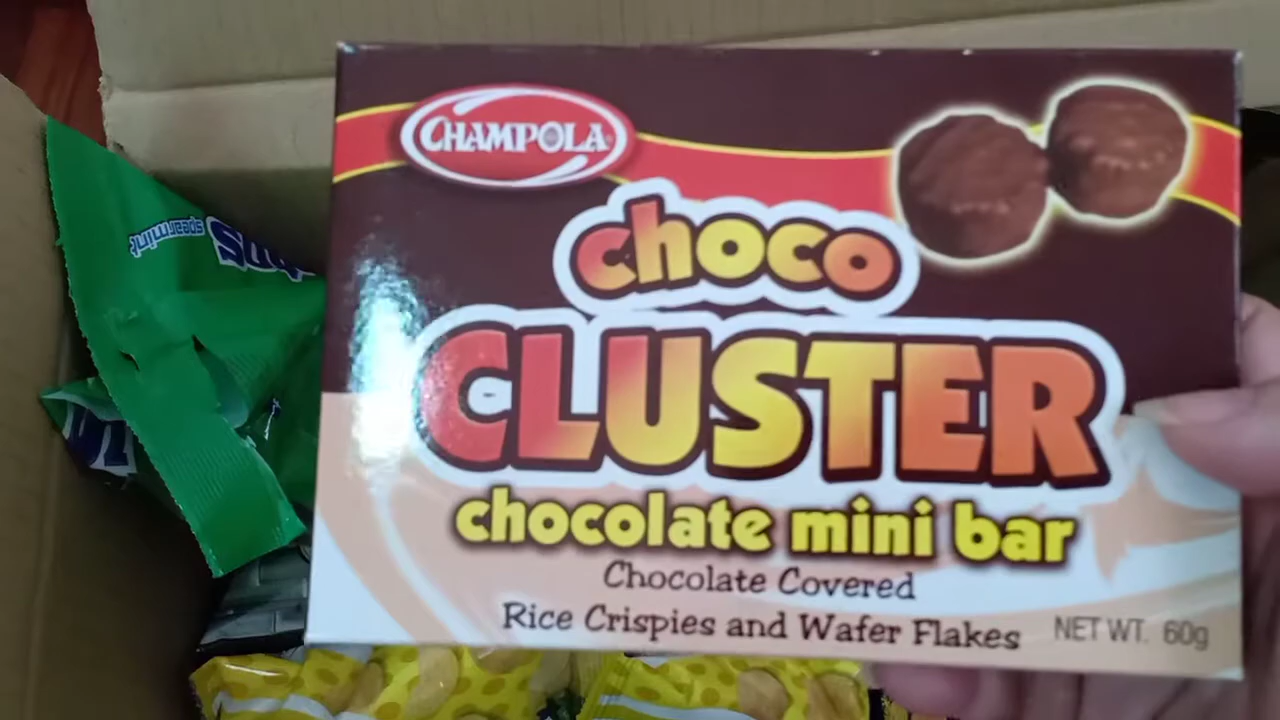 CHAMPOLA
choco
CLUSTER
chocolate mini bar
Chocolate Covered
Rice Crispies and Wafer Flakes
NET WT. 60g
spearmint